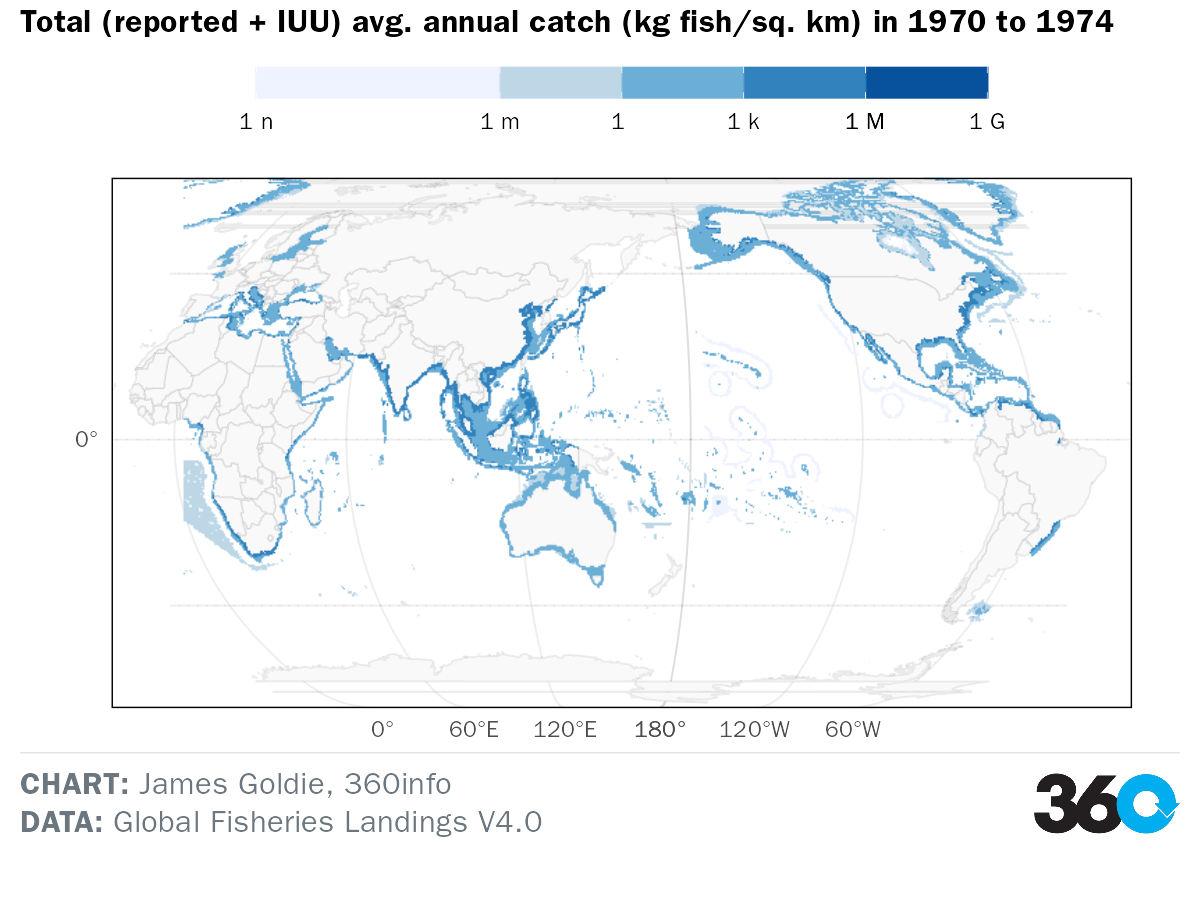 Total (reported + IUU) avg. annual catch (kg fish/sq. km) in 1970 to 1974
1 n 1 m 1 1 k 1 M 1 G
0°
0° 60°E 120°E 180° 120°W 60°W
CHART: James Goldie, 360info
DATA: Global Fisheries Landings V4.0
360